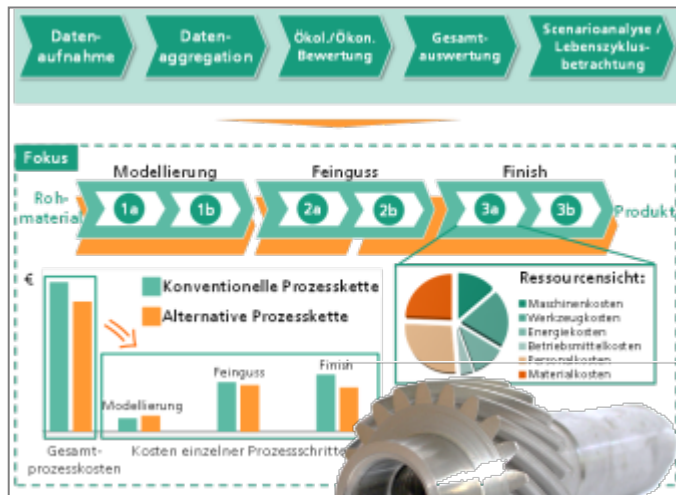 Daten-
aufnahme
Daten-
aggregation
Ökol./Ökon.
Bewertung
Gesamt-
auswertung
Scenarioanalyse /
Lebenszyklus-
betrachtung
Fokus
Modellierung
Feinguss
Finish
Roh-
material
1a
1b
2a
2b
3a
3b
Produkt
€
Konventionelle Prozesskette
Alternative Prozesskette
Modellierung
Feinguss
Finish
Gesamt-
prozesskosten
Kosten einzelner Prozessschritte
Ressourcensicht:
Maschinenkosten
Werkzeugkosten
Energiekosten
Betriebsmittelkosten
Personalkosten
Materialkosten